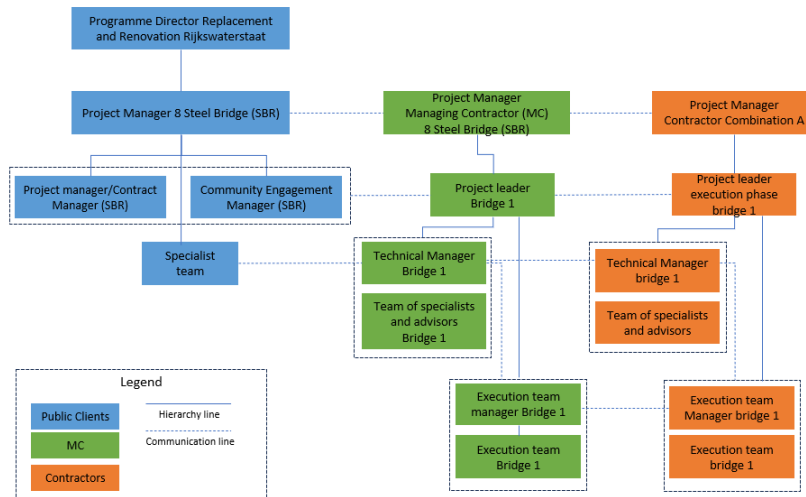 Programme Director Replacement
and Renovation Rijkswaterstaat
Project Manager 8 Steel Bridge (SBR)
Project Manager
Managing Contractor (MC)
8 Steel Bridge (SBR)
Project Manager
Contractor Combination A
Project manager/Contract
Manager (SBR)
Community Engagement
Manager (SBR)
Project leader
Bridge 1
Project leader
execution phase
bridge 1
Specialist
team
Technical Manager
Bridge 1
Technical Manager
bridge 1
Team of specialists
and advisors
Bridge 1
Team of specialists
and advisors
Legend
Public Clients
Hierarchy line
MC
Communication line
Contractors
Execution team
manager Bridge 1
Execution team
Manager bridge 1
Execution team
Bridge 1
Execution team
bridge 1